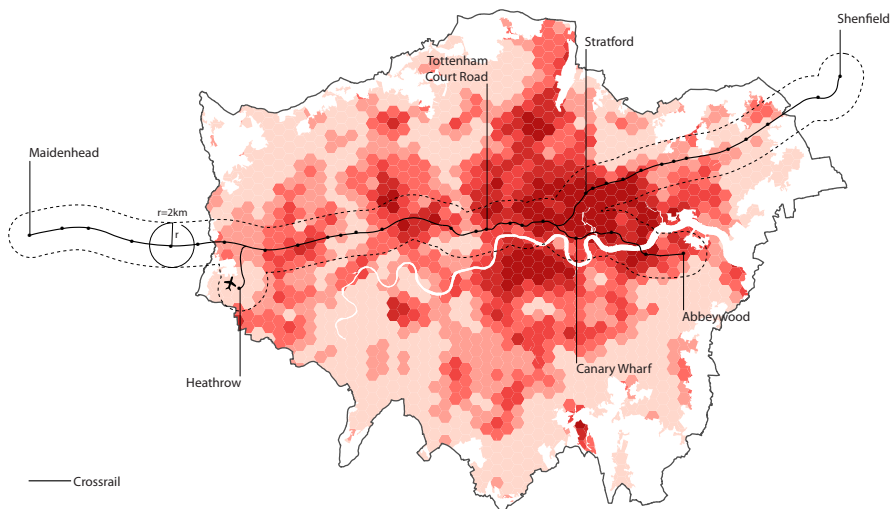 Shenfield
Stratford
Tottenham
Court Road
Maidenhead
r=2km
r
Abbeywood
Canary Wharf
Heathrow
Crossrail